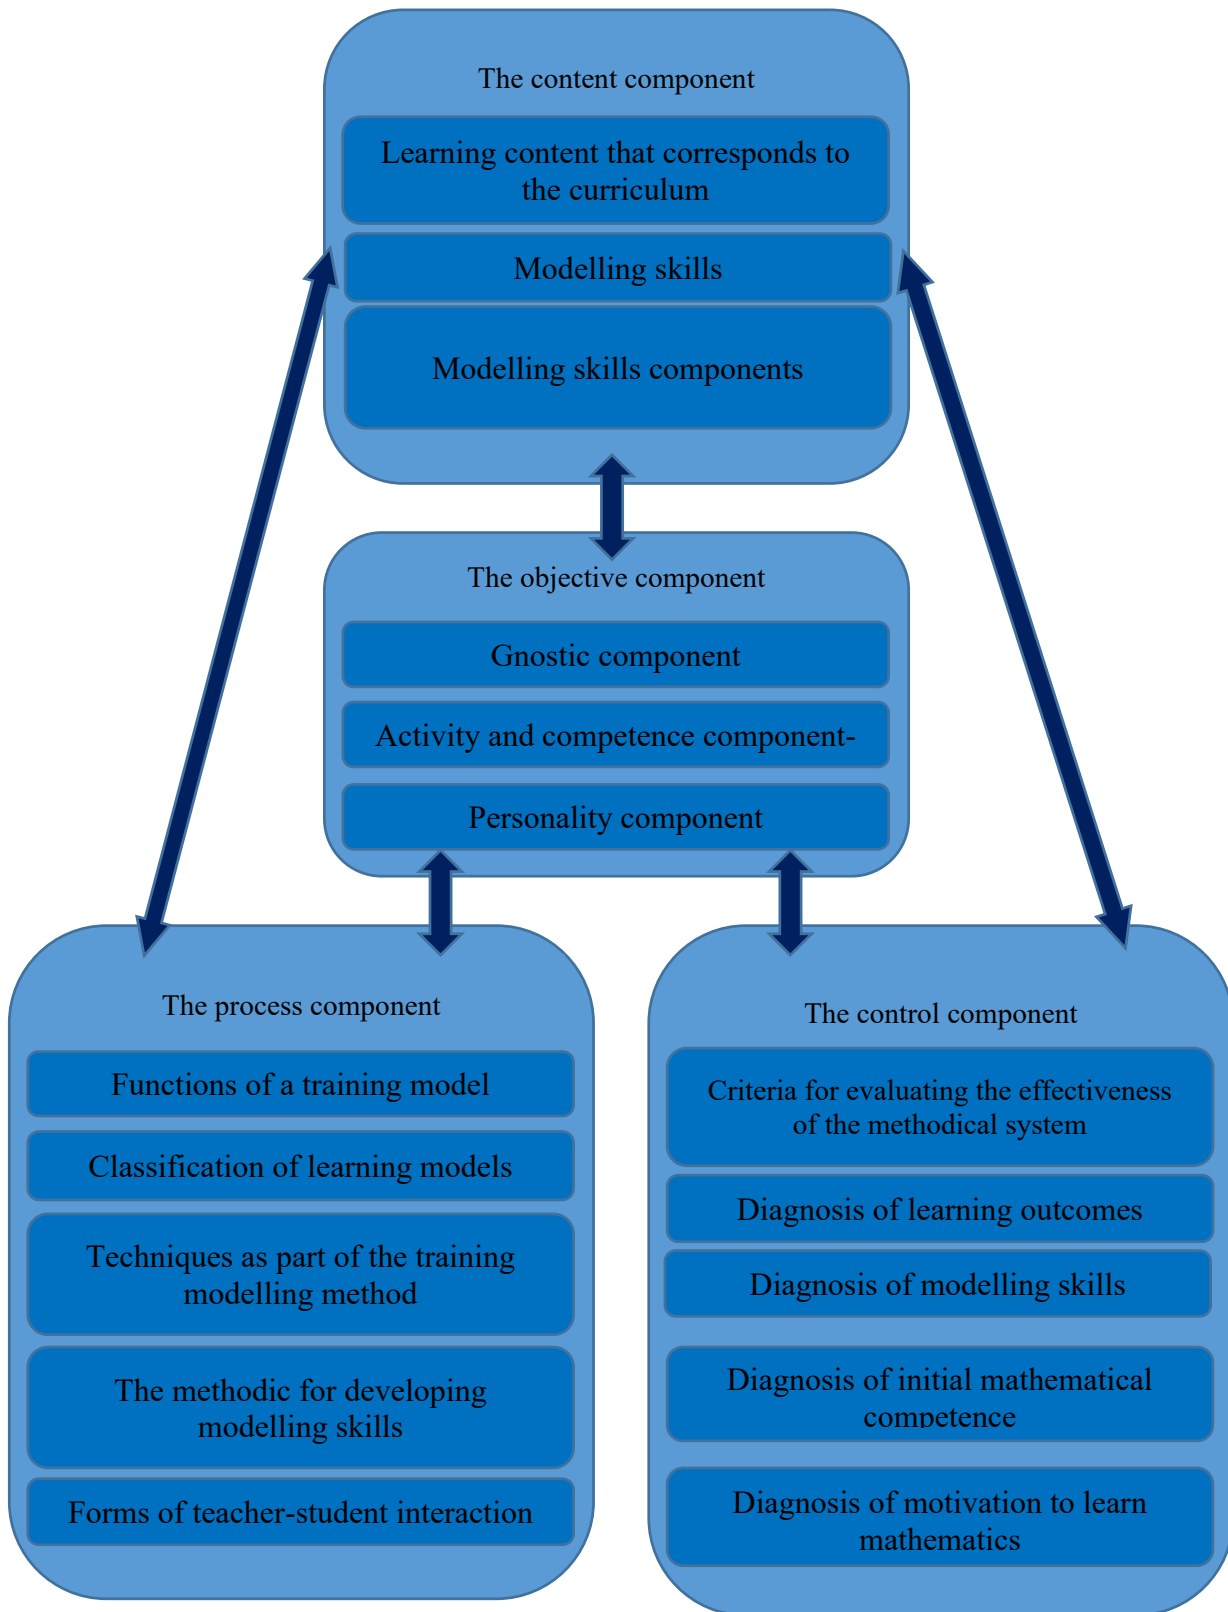 The content component
Learning content that corresponds to
the curriculum
Modelling skills
Modelling skills components
The objective component
Gnostic component
Activity and competence component-
Personality component
The process component
Functions of a training model
Classification of learning models
Techniques as part of the training
modelling method
The methodic for developing
modelling skills
Forms of teacher-student interaction
The control component
Criteria for evaluating the effectiveness
of the methodical system
Diagnosis of learning outcomes
Diagnosis of modelling skills
Diagnosis of initial mathematical
competence
Diagnosis of motivation to learn
mathematics